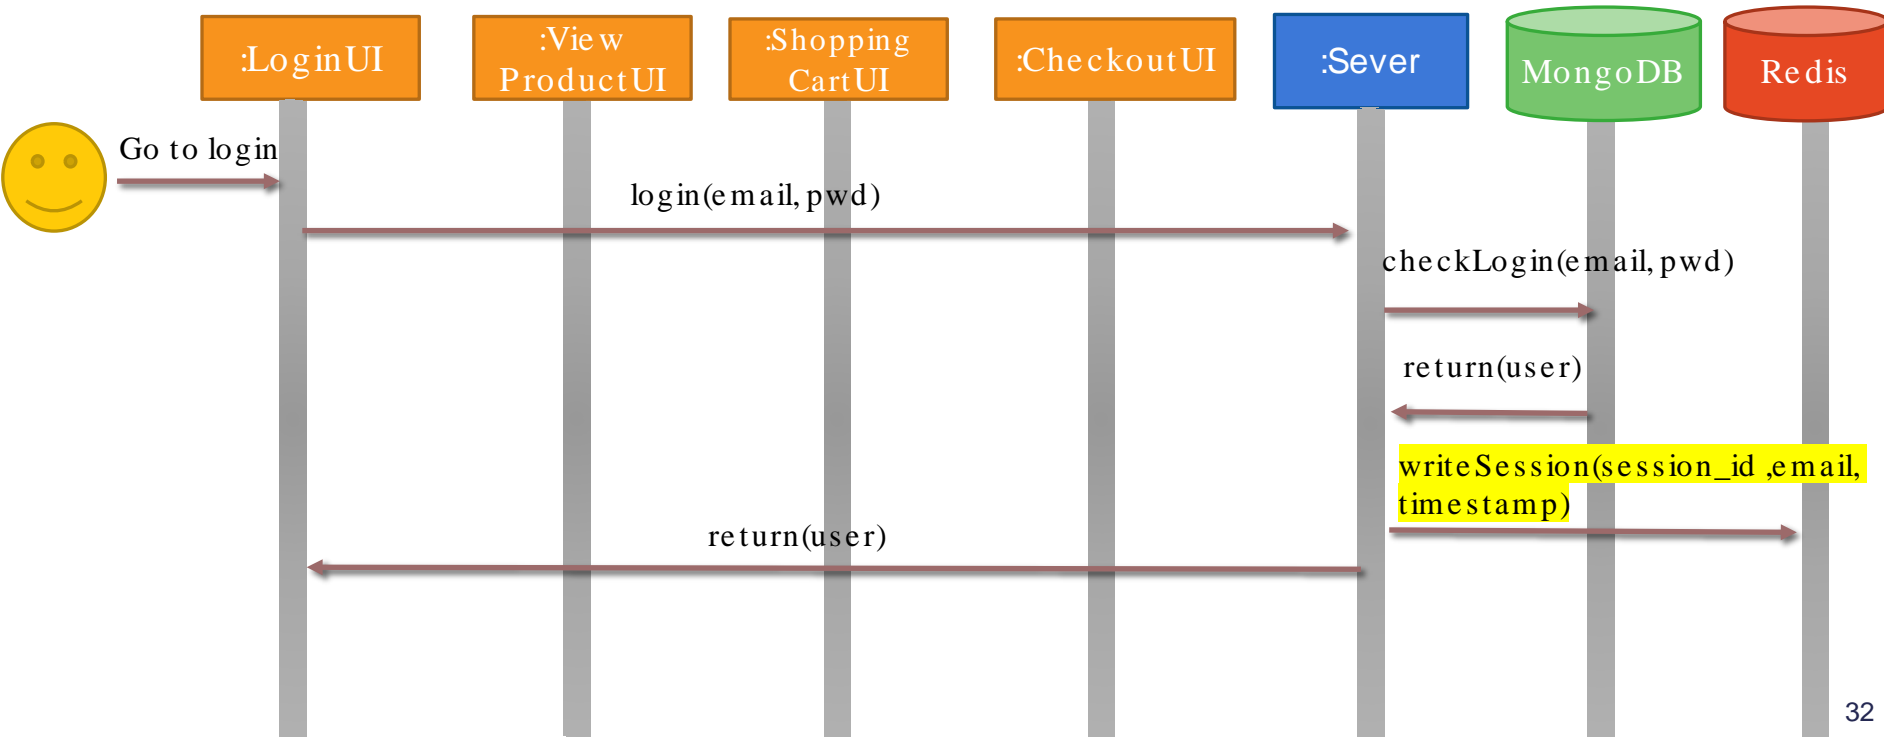 :LoginUI
:View
ProductUI
:Shopping
CartUI
:CheckoutUI
:Sever
MongoDB
Redis
Go to login
login(email, pwd)
checkLogin(email, pwd)
return(user)
writeSession(session_id ,email,
timestamp)
return(user)
32